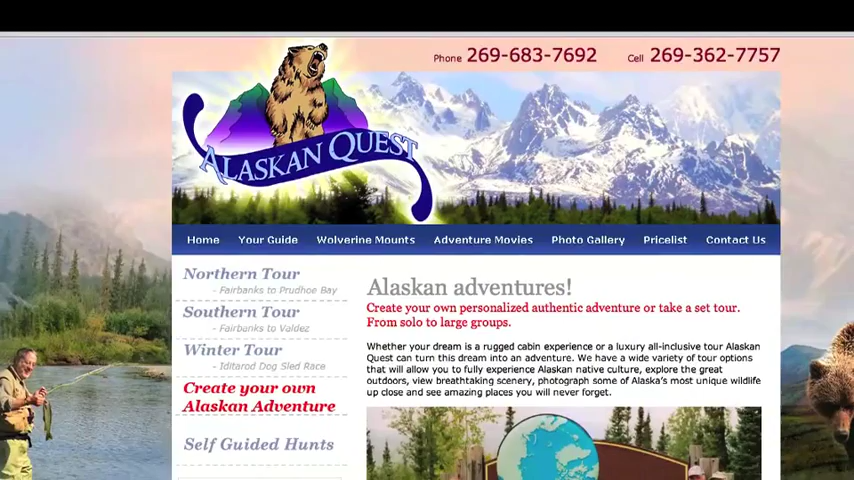 Phone 269-683-7692 Cell 269-362-7757
ALASKAN QUEST
Home Your Guide Wolverine Mounts Adventure Movies Photo Gallery Pricelist Contact Us
Northern Tour
- Fairbanks to Prudhoe Bay
Southern Tour
- Fairbanks to Valdez
Winter Tour
- Iditarod Dog Sled Race
Create your own
Alaskan Adventure
Self Guided Hunts
Alaskan adventures!
Create your own personalized authentic adventure or take a set tour.
From solo to large groups.
Whether your dream is a rugged cabin experience or a luxury all-inclusive tour Alaskan
Quest can turn this dream into an adventure. We have a wide variety of tour options
that will allow you to fully experience Alaskan native culture, explore the great
outdoors, view breathtaking scenery, photograph some of Alaska's most unique wildlife
up close and see amazing places you will never forget.